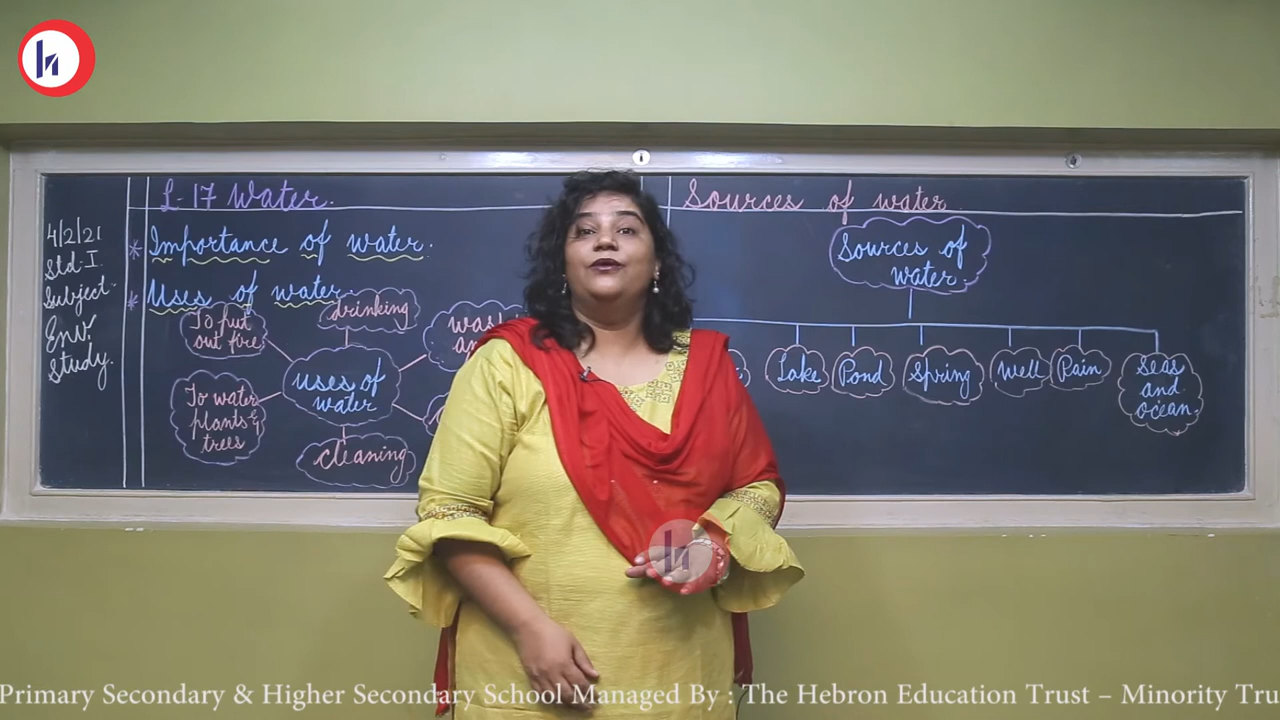 L-17 Water.
Sources of water
4/2/21
Std-I.
Subject-
Env.
Study.
* Importance of water.
* Uses of water.
To put
out fire
drinking
uses of
water
To water
plants &
trees
cleaning
Sources of
water.
Lake
Pond
Spring
Well
Rain
Seas
and
ocean.
Primary Secondary & Higher Secondary School Managed By : The Hebron Education Trust – Minority Tru